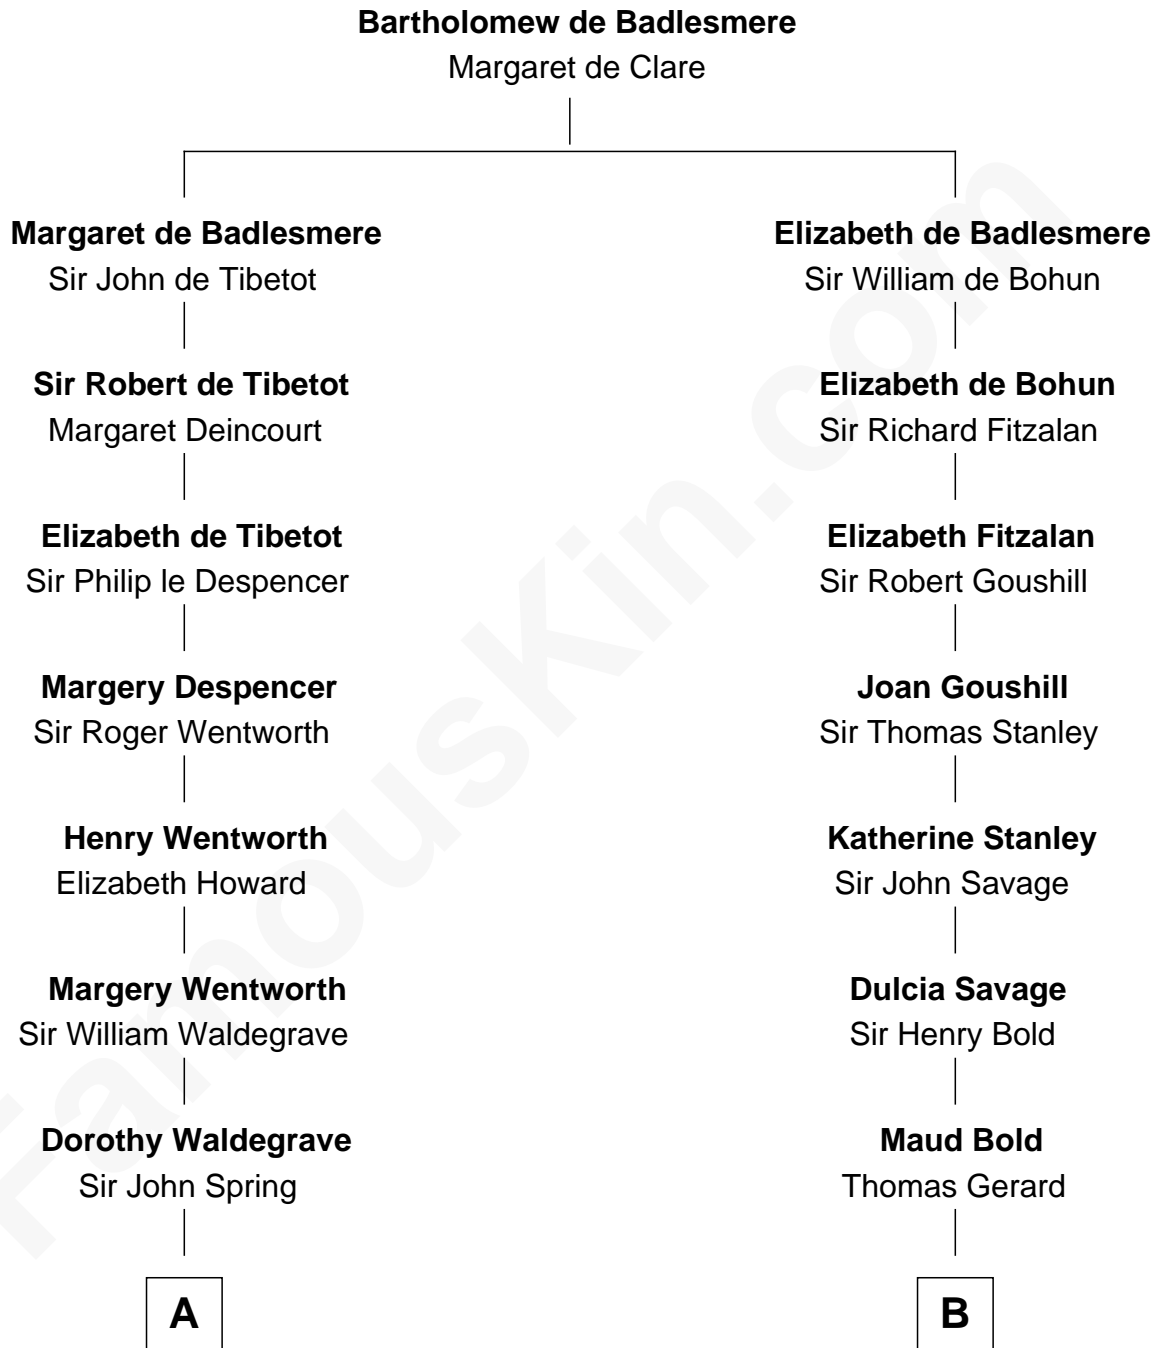 Bartholomew de Badlesmere
Margaret de Clare
Margaret de Badlesmere
Sir John de Tibetot
Elizabeth de Badlesmere
Sir William de Bohun
Sir Robert de Tibetot
Margaret Deincourt
Elizabeth de Bohun
Sir Richard Fitzalan
Elizabeth de Tibetot
Sir Philip le Despencer
Elizabeth Fitzalan
Sir Robert Goushill
Margery Despencer
Sir Roger Wentworth
Joan Goushill
Sir Thomas Stanley
Henry Wentworth
Elizabeth Howard
Katherine Stanley
Sir John Savage
Margery Wentworth
Sir William Waldegrave
Dulcia Savage
Sir Henry Bold
Dorothy Waldegrave
Sir John Spring
Maud Bold
Thomas Gerard
A
B
FamousKin.com